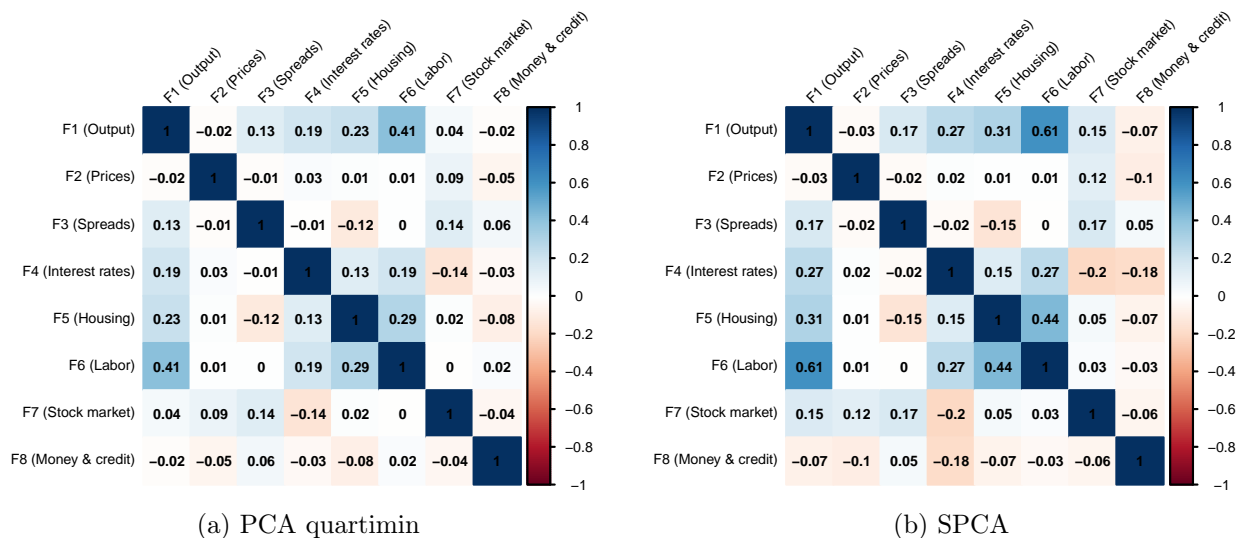 F1 (Output) F2 (Prices) F3 (Spreads) F4 (Interest rates) F5 (Housing) F6 (Labor) F7 (Stock market) F8 (Money & credit)
F1 (Output) 1 −0.02 0.13 0.19 0.23 0.41 0.04 −0.02
F2 (Prices) −0.02 1 −0.01 0.03 0.01 0.01 0.09 −0.05
F3 (Spreads) 0.13 −0.01 1 −0.01 −0.12 0 0.14 0.06
F4 (Interest rates) 0.19 0.03 −0.01 1 0.13 0.19 −0.14 −0.03
F5 (Housing) 0.23 0.01 −0.12 0.13 1 0.29 0.02 −0.08
F6 (Labor) 0.41 0.01 0 0.19 0.29 1 0 0.02
F7 (Stock market) 0.04 0.09 0.14 −0.14 0.02 0 1 −0.04
F8 (Money & credit) −0.02 −0.05 0.06 −0.03 −0.08 0.02 −0.04 1
1
0.8
0.6
0.4
0.2
0
−0.2
−0.4
−0.6
−0.8
−1
(a) PCA quartimin
F1 (Output) F2 (Prices) F3 (Spreads) F4 (Interest rates) F5 (Housing) F6 (Labor) F7 (Stock market) F8 (Money & credit)
F1 (Output) 1 −0.03 0.17 0.27 0.31 0.61 0.15 −0.07
F2 (Prices) −0.03 1 −0.02 0.02 0.01 0.01 0.12 −0.1
F3 (Spreads) 0.17 −0.02 1 −0.02 −0.15 0 0.17 0.05
F4 (Interest rates) 0.27 0.02 −0.02 1 0.15 0.27 −0.2 −0.18
F5 (Housing) 0.31 0.01 −0.15 0.15 1 0.44 0.05 −0.07
F6 (Labor) 0.61 0.01 0 0.27 0.44 1 0.03 −0.03
F7 (Stock market) 0.15 0.12 0.17 −0.2 0.05 0.03 1 −0.06
F8 (Money & credit) −0.07 −0.1 0.05 −0.18 −0.07 −0.03 −0.06 1
1
0.8
0.6
0.4
0.2
0
−0.2
−0.4
−0.6
−0.8
−1
(b) SPCA